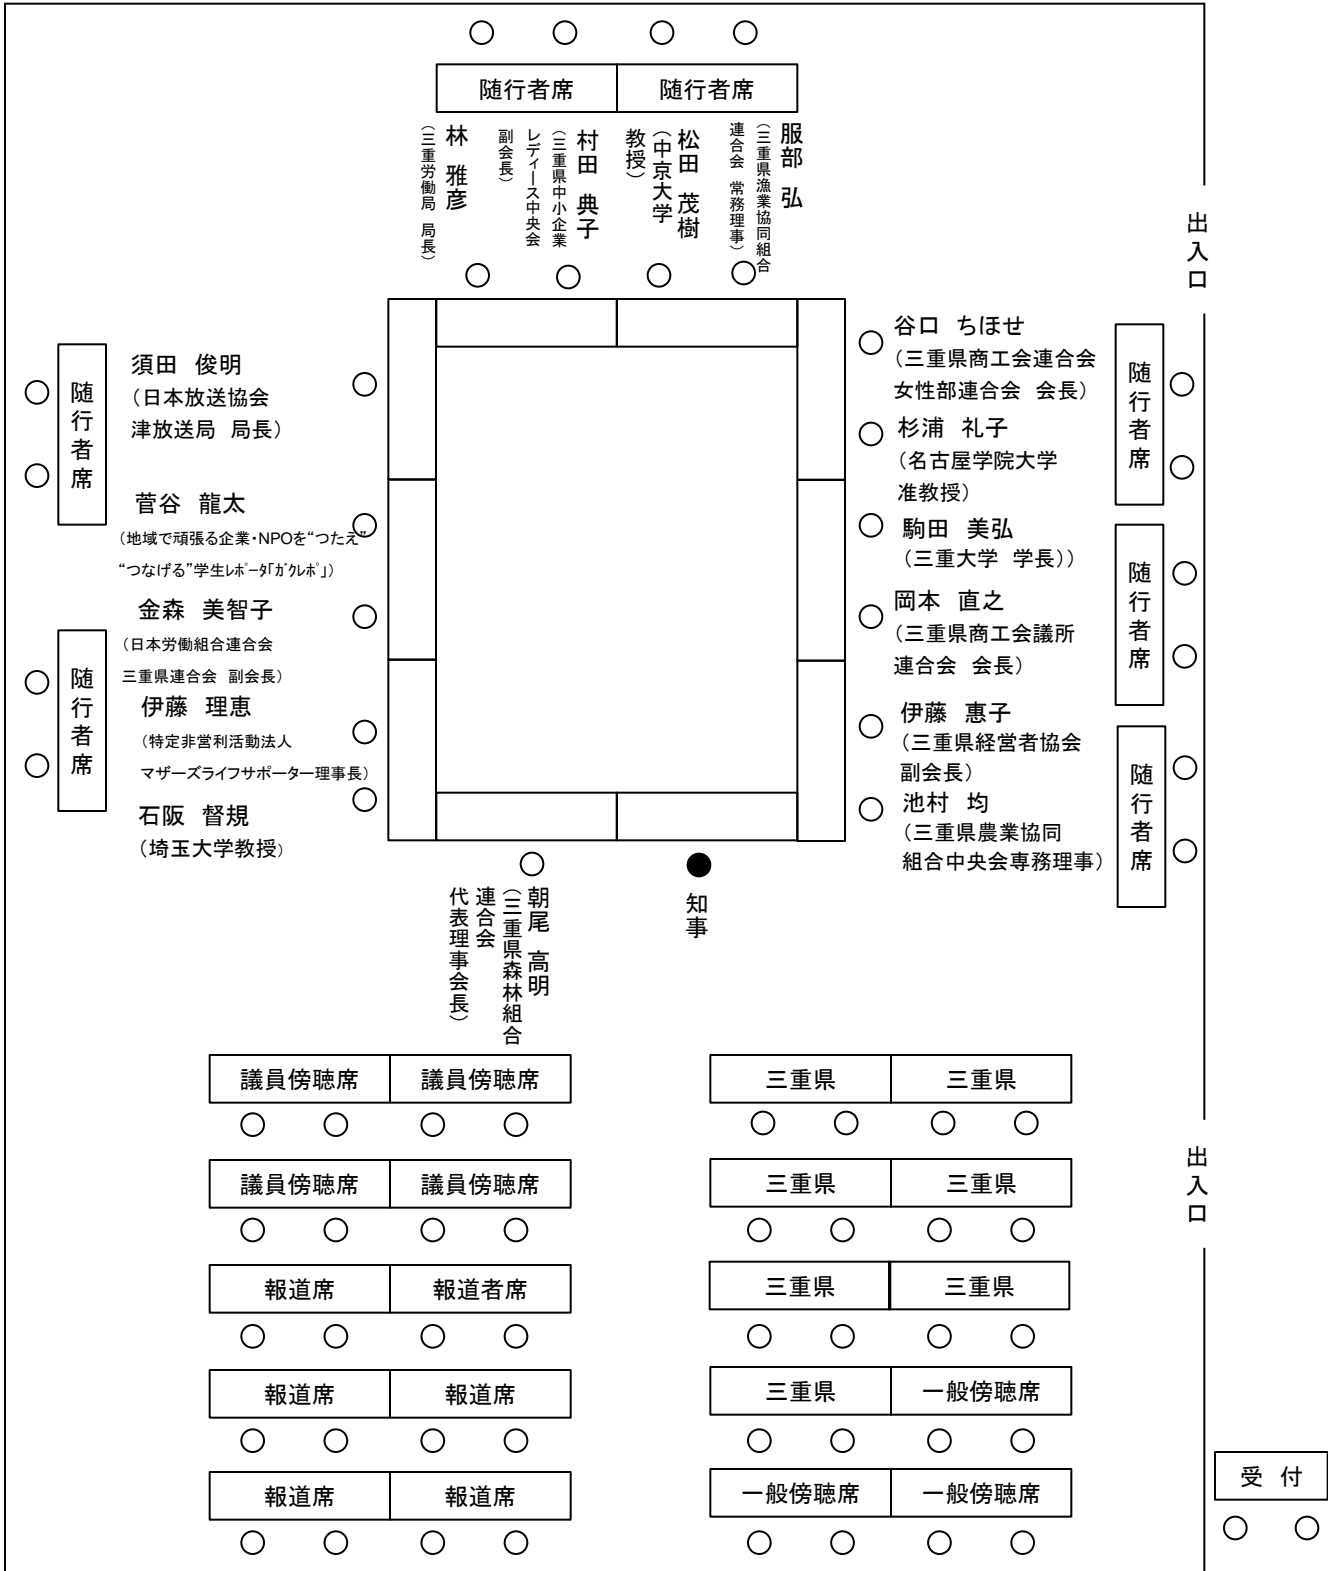 随行者席
随行者席
林　雅彦
（三重労働局　局長）
村田　典子
（三重県中小企業
レディース中央会
副会長）
松田　茂樹
（中京大学
教授）
服部　弘
（三重県漁業協同組合
連合会　常務理事）
出入口
須田　俊明
（日本放送協会
津放送局　局長）
随行者席
菅谷　龍太
（地域で頑張る企業・NPOを“つたえ”
“つなげる”学生ﾚﾎﾟｰﾀ｢ｶﾞｸﾚﾎﾟ｣）
金森　美智子
（日本労働組合連合会
三重県連合会　副会長）
随行者席
伊藤　理恵
（特定非営利活動法人
マザーズライフサポーター理事長）
石阪　督規
（埼玉大学教授）
谷口　ちほせ
（三重県商工会連合会
女性部連合会　会長）
随行者席
杉浦　礼子
（名古屋学院大学
准教授）
駒田　美弘
（三重大学　学長））
随行者席
岡本　直之
（三重県商工会議所
連合会　会長）
伊藤　惠子
（三重県経営者協会
副会長）
随行者席
池村　均
（三重県農業協同
組合中央会専務理事）
朝尾　高明
（三重県森林組合
連合会
代表理事会長）
知事
議員傍聴席
議員傍聴席
三重県
三重県
出入口
議員傍聴席
議員傍聴席
三重県
三重県
報道席
報道者席
三重県
三重県
報道席
報道席
三重県
一般傍聴席
報道席
報道席
一般傍聴席
一般傍聴席
受　付